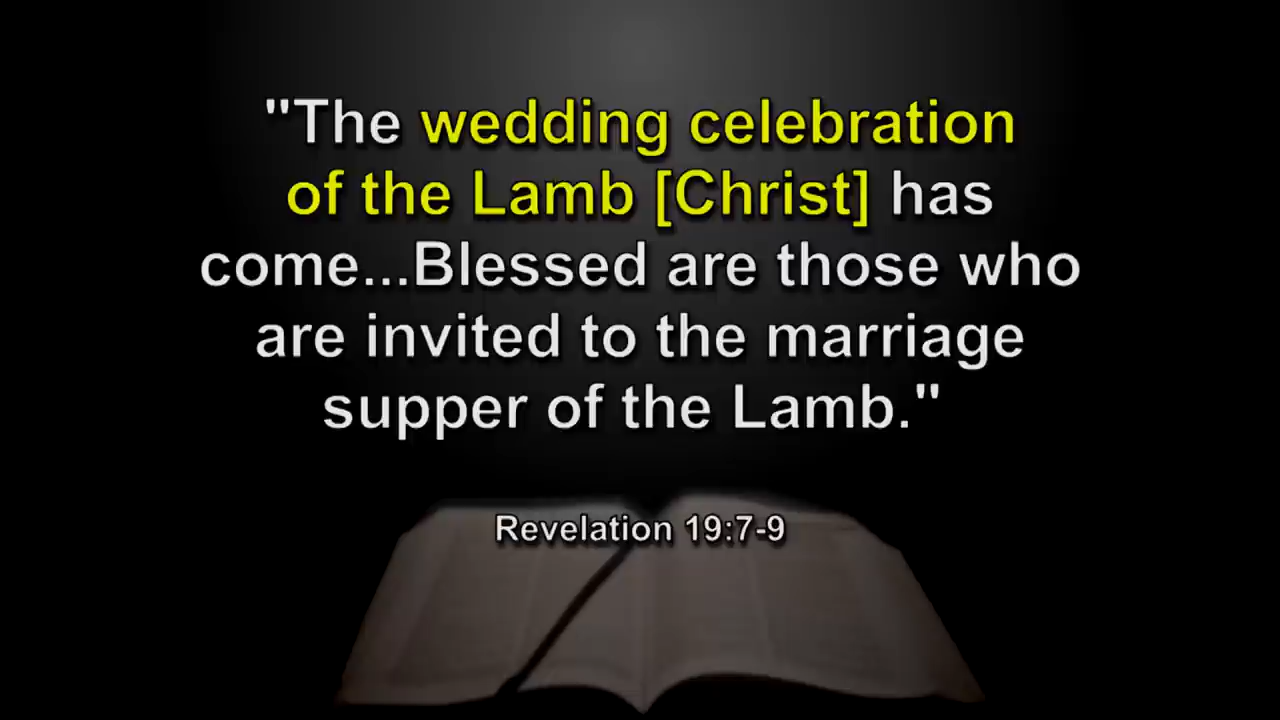 "The wedding celebration
of the Lamb [Christ] has
come...Blessed are those who
are invited to the marriage
supper of the Lamb."
Revelation 19:7-9